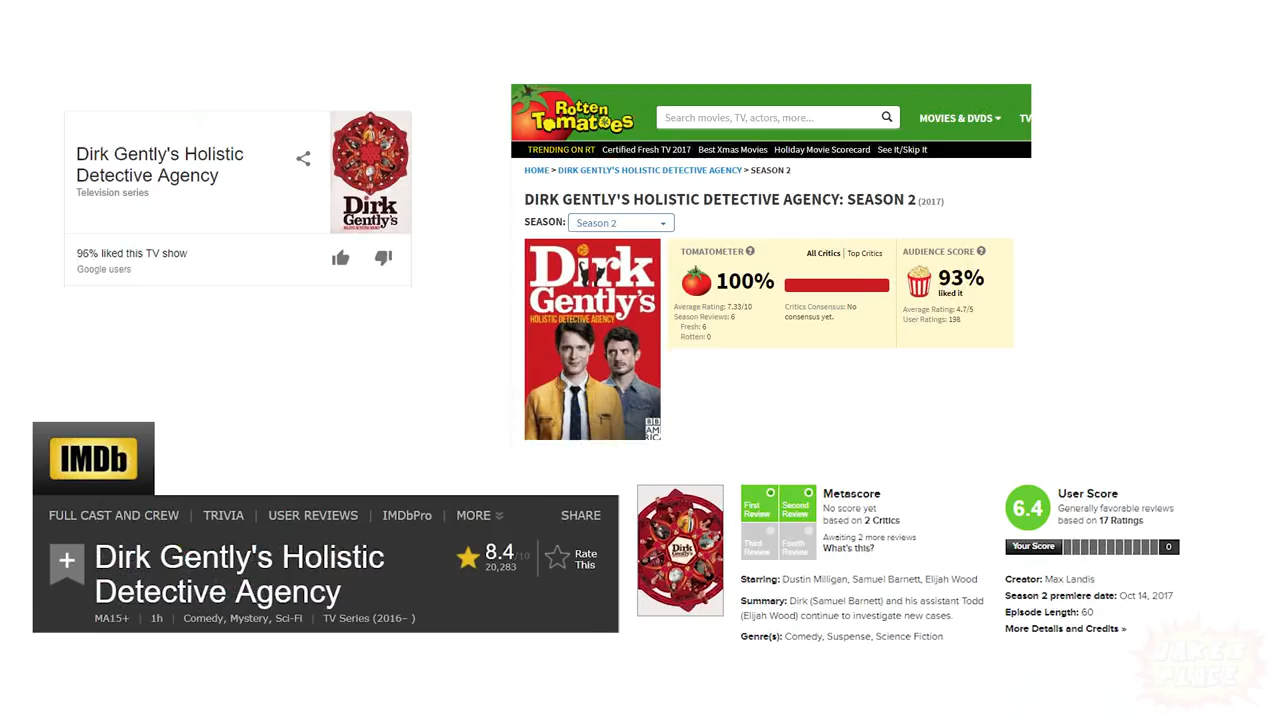 Dirk Gently's Holistic
Detective Agency
Television series
Dirk
Gently's
96% liked this TV show
Google users
Rotten
Tomatoes
Search movies, TV, actors, more...
MOVIES & DVDS
TV
TRENDING ON RT Certified Fresh TV 2017 Best Xmas Movies Holiday Movie Scorecard See It/Skip It
HOME > DIRK GENTLY'S HOLISTIC DETECTIVE AGENCY > SEASON 2
DIRK GENTLY'S HOLISTIC DETECTIVE AGENCY: SEASON 2 (2017)
SEASON: Season 2
Dirk
Gently's
HOLISTIC DETECTIVE AGENCY
BB
AM
TOMATOMETER
All Critics | Top Critics
100%
Average Rating: 7.33/10
Season Reviews: 6
Fresh: 6
Rotten: 0
Critics Consensus: No
consensus yet.
AUDIENCE SCORE
93%
liked it
Average Rating: 4.7/5
User Ratings: 198
IMDb
FULL CAST AND CREW | TRIVIA | USER REVIEWS | IMDbPro | MORE
SHARE
+
Dirk Gently's Holistic
Detective Agency
8.4/10
20,283
Rate
This
MA15+ | 1h | Comedy, Mystery, Sci-Fi | TV Series (2016– )
Dirk
Gently's
First
Review
Second
Review
Third
Review
Fourth
Review
Metascore
No score yet
based on 2 Critics
Awaiting 2 more reviews
What's this?
6.4
User Score
Generally favorable reviews
based on 17 Ratings
Your Score
0
Starring: Dustin Milligan, Samuel Barnett, Elijah Wood
Summary: Dirk (Samuel Barnett) and his assistant Todd
(Elijah Wood) continue to investigate new cases.
Genre(s): Comedy, Suspense, Science Fiction
Creator: Max Landis
Season 2 premiere date: Oct 14, 2017
Episode Length: 60
More Details and Credits »
PLACE